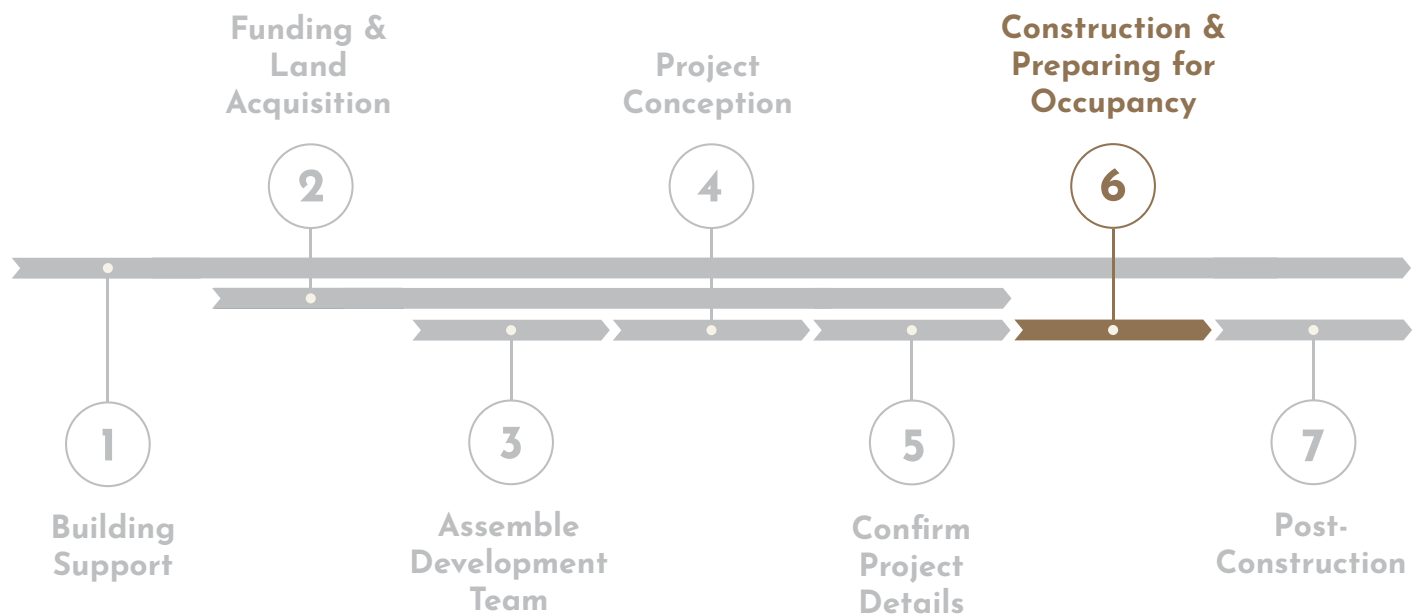 Funding &
Land
Acquisition
2
Project
Conception
4
Construction &
Preparing for
Occupancy
6
1
Building
Support
3
Assemble
Development
Team
5
Confirm
Project
Details
7
Post-
Construction